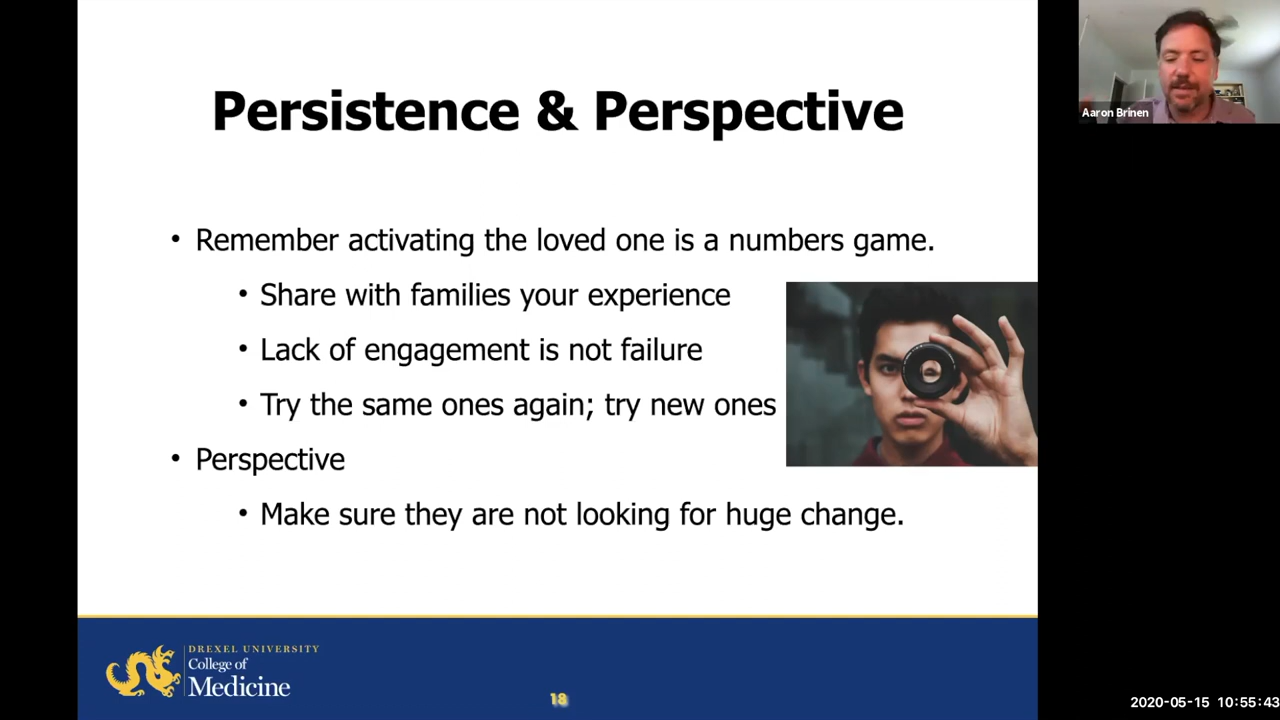 Persistence & Perspective
• Remember activating the loved one is a numbers game.
• Share with families your experience
• Lack of engagement is not failure
• Try the same ones again; try new ones
• Perspective
• Make sure they are not looking for huge change.
DREXEL UNIVERSITY
College of
Medicine
18
Aaron Brinen
2020-05-15 10:55:43